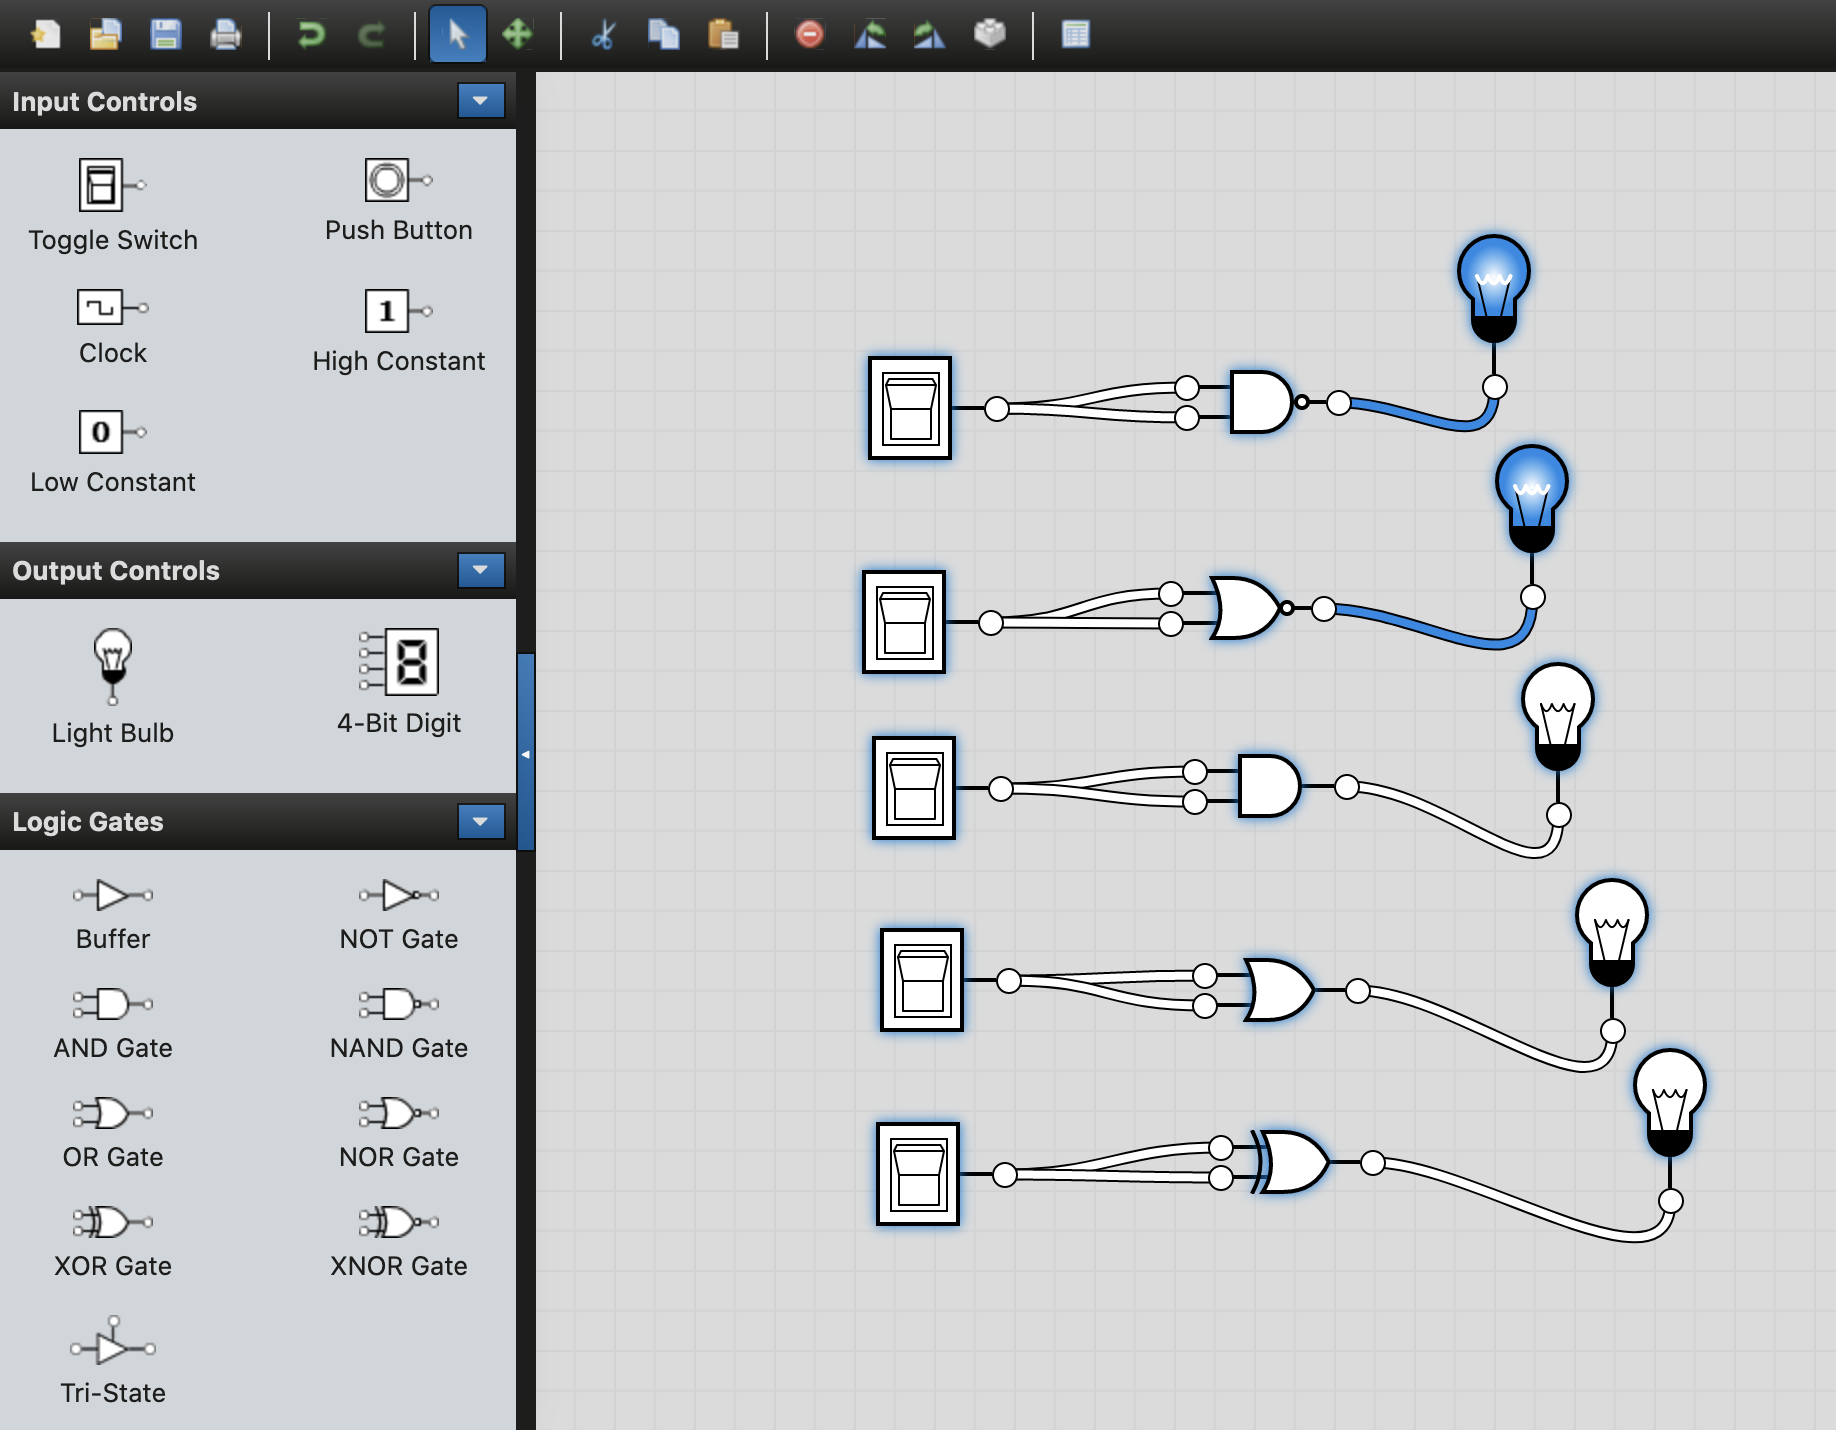 Input Controls
Toggle Switch
Push Button
Clock
1
High Constant
0
Low Constant
Output Controls
Light Bulb
8
4-Bit Digit
Logic Gates
Buffer
NOT Gate
AND Gate
NAND Gate
OR Gate
NOR Gate
XOR Gate
XNOR Gate
Tri-State